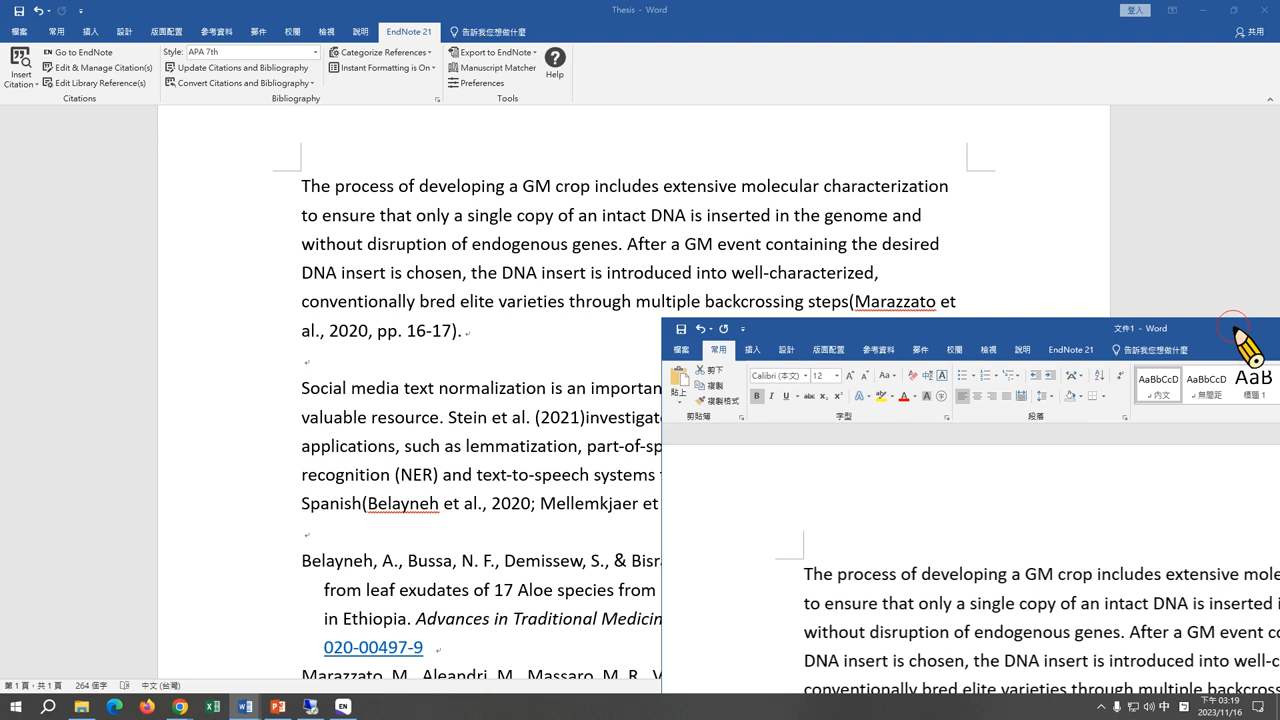 Thesis - Word
登入
檔案 常用 插入 設計 版面配置 參考資料 郵件 校閱 檢視 說明 EndNote 21 告訴我您想做什麼 共用
Go to EndNote Style: APA 7th Categorize References Export to EndNote
Insert Citation Edit & Manage Citation(s) Update Citations and Bibliography Instant Formatting is On Manuscript Matcher Help
Edit Library Reference(s) Convert Citations and Bibliography Preferences
Citations Bibliography Tools
The process of developing a GM crop includes extensive molecular characterization
to ensure that only a single copy of an intact DNA is inserted in the genome and
without disruption of endogenous genes. After a GM event containing the desired
DNA insert is chosen, the DNA insert is introduced into well-characterized,
conventionally bred elite varieties through multiple backcrossing steps(Marazzato et
al., 2020, pp. 16-17).
Social media text normalization is an importan
valuable resource. Stein et al. (2021)investigat
applications, such as lemmatization, part-of-sp
recognition (NER) and text-to-speech systems
Spanish(Belayneh et al., 2020; Mellemkjaer et
Belayneh, A., Bussa, N. F., Demissew, S., & Bisra
from leaf exudates of 17 Aloe species from
in Ethiopia. Advances in Traditional Medicin
020-00497-9
Marazzato, M., Aleandri, M., Massaro, M. R., V
文件1 - Word
檔案 常用 插入 設計 版面配置 參考資料 郵件 校閱 檢視 說明 EndNote 21 告訴我您想做什麼
貼上 剪下 複製 複製格式
Calibri (本文) 12
B I U abc x₂ x²
AaBbCcD AaBbCcD AaB
內文 無間距 標題 1
剪貼簿 字型 段落
The process of developing a GM crop includes extensive mole
to ensure that only a single copy of an intact DNA is inserted i
without disruption of endogenous genes. After a GM event co
DNA insert is chosen, the DNA insert is introduced into well-c
conventionally bred elite varieties through multiple backcross
第 1 頁，共 1 頁 264 個字 中文 (台灣)
中 下午 03:19
2023/11/16